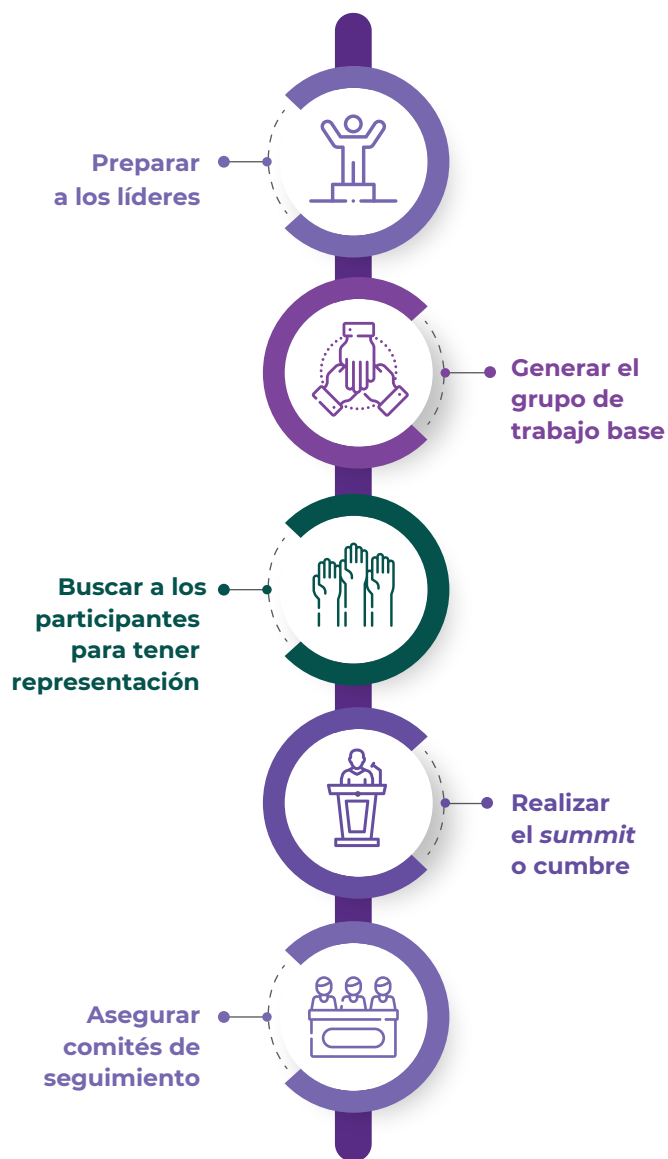 Preparar
a los líderes
Generar el
grupo de
trabajo base
Buscar a los
participantes
para tener
representación
Realizar
el summit
o cumbre
Asegurar
comités de
seguimiento